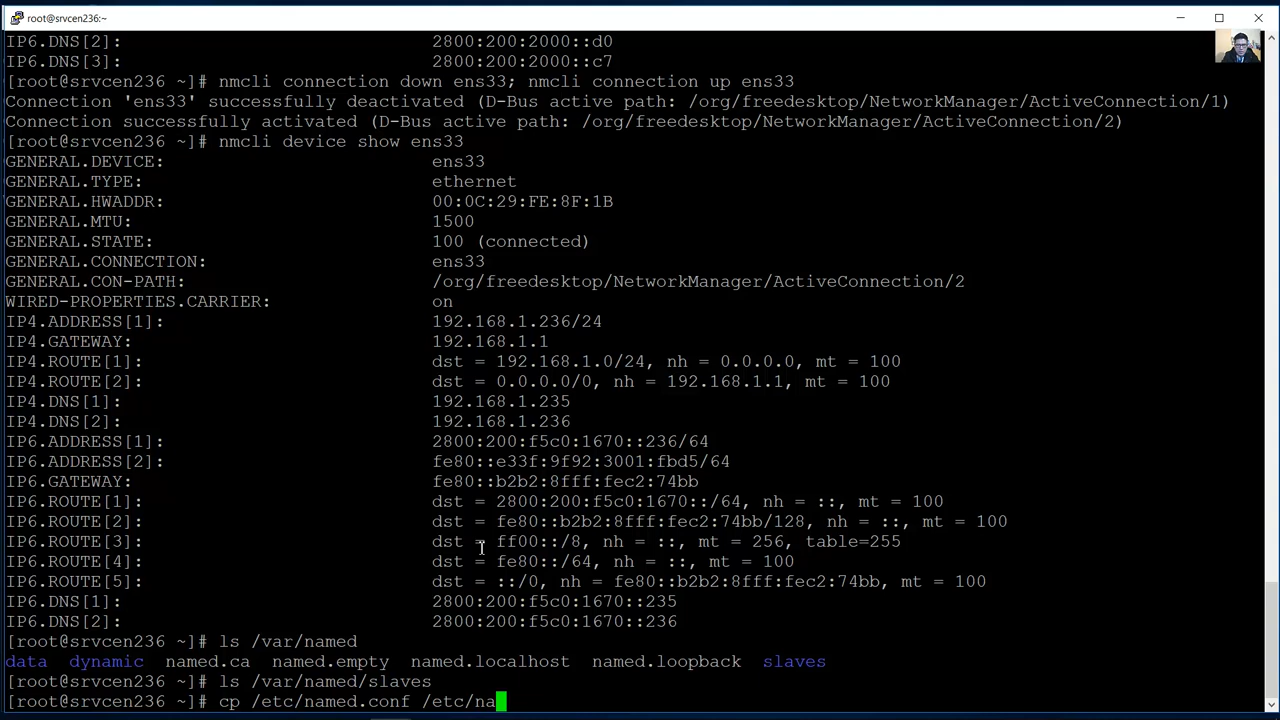 root@srvcen236:~
IP6.DNS[2]: 2800:200:2000::d0
IP6.DNS[3]: 2800:200:2000::c7
[root@srvcen236 ~]# nmcli connection down ens33; nmcli connection up ens33
Connection 'ens33' successfully deactivated (D-Bus active path: /org/freedesktop/NetworkManager/ActiveConnection/1)
Connection successfully activated (D-Bus active path: /org/freedesktop/NetworkManager/ActiveConnection/2)
[root@srvcen236 ~]# nmcli device show ens33
GENERAL.DEVICE: ens33
GENERAL.TYPE: ethernet
GENERAL.HWADDR: 00:0C:29:FE:8F:1B
GENERAL.MTU: 1500
GENERAL.STATE: 100 (connected)
GENERAL.CONNECTION: ens33
GENERAL.CON-PATH: /org/freedesktop/NetworkManager/ActiveConnection/2
WIRED-PROPERTIES.CARRIER: on
IP4.ADDRESS[1]: 192.168.1.236/24
IP4.GATEWAY: 192.168.1.1
IP4.ROUTE[1]: dst = 192.168.1.0/24, nh = 0.0.0.0, mt = 100
IP4.ROUTE[2]: dst = 0.0.0.0/0, nh = 192.168.1.1, mt = 100
IP4.DNS[1]: 192.168.1.235
IP4.DNS[2]: 192.168.1.236
IP6.ADDRESS[1]: 2800:200:f5c0:1670::236/64
IP6.ADDRESS[2]: fe80::e33f:9f92:3001:fbd5/64
IP6.GATEWAY: fe80::b2b2:8fff:fec2:74bb
IP6.ROUTE[1]: dst = 2800:200:f5c0:1670::/64, nh = ::, mt = 100
IP6.ROUTE[2]: dst = fe80::b2b2:8fff:fec2:74bb/128, nh = ::, mt = 100
IP6.ROUTE[3]: dst = ff00::/8, nh = ::, mt = 256, table=255
IP6.ROUTE[4]: dst = fe80::/64, nh = ::, mt = 100
IP6.ROUTE[5]: dst = ::/0, nh = fe80::b2b2:8fff:fec2:74bb, mt = 100
IP6.DNS[1]: 2800:200:f5c0:1670::235
IP6.DNS[2]: 2800:200:f5c0:1670::236
[root@srvcen236 ~]# ls /var/named
data dynamic named.ca named.empty named.localhost named.loopback slaves
[root@srvcen236 ~]# ls /var/named/slaves
[root@srvcen236 ~]# cp /etc/named.conf /etc/na